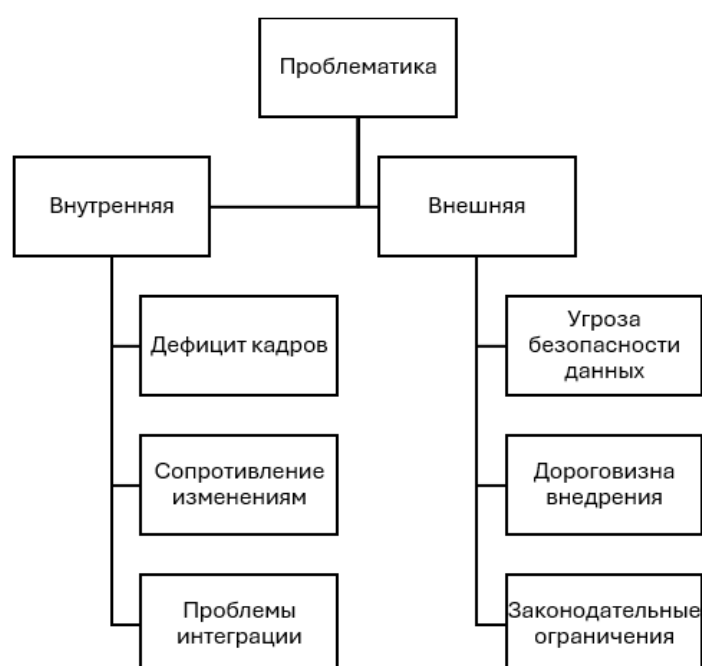 Проблематика
Внутренняя
Внешняя
Дефицит кадров
Угроза
безопасности
данных
Сопротивление
изменениям
Дороговизна
внедрения
Проблемы
интеграции
Законодательные
ограничения